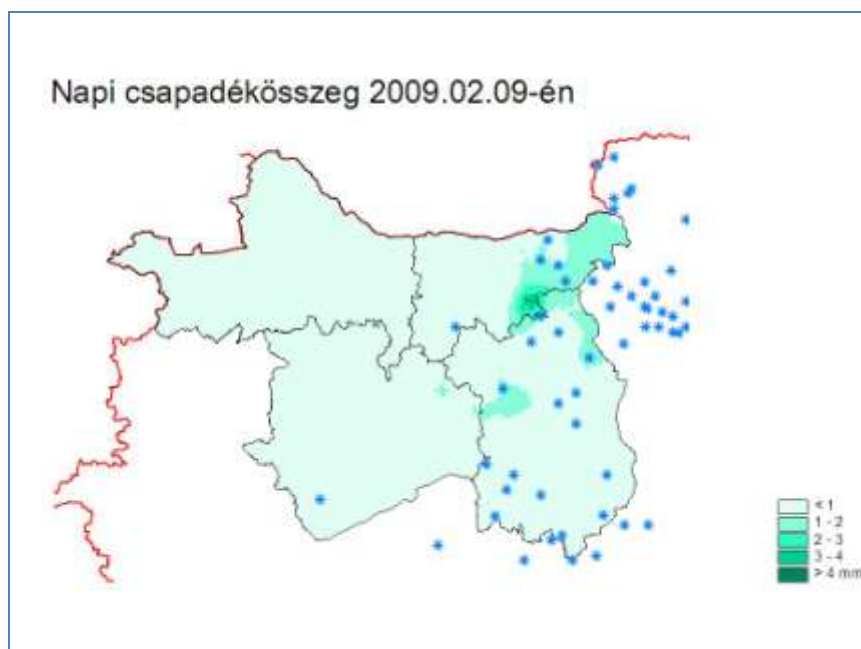 Napi csapadékösszeg 2009.02.09-én
< 1
1 - 2
2 - 3
3 - 4
> 4 mm